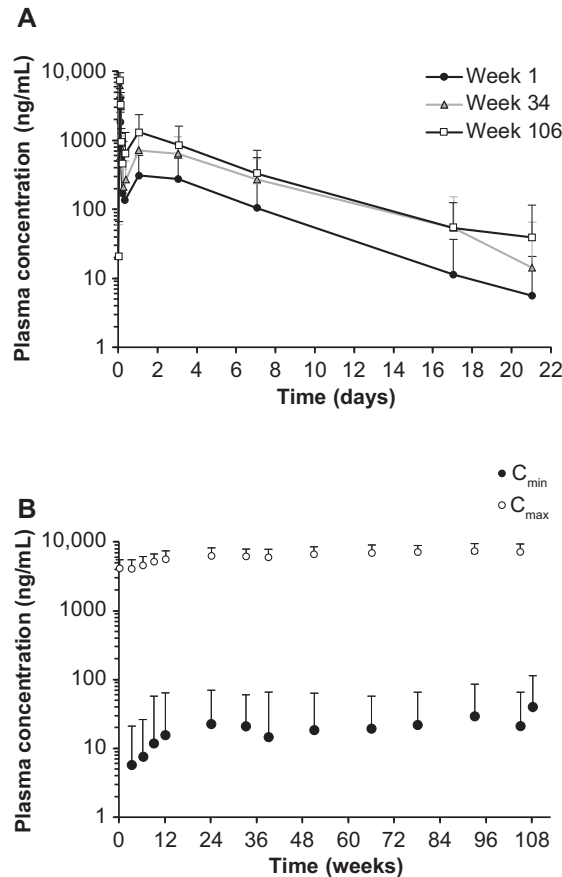 A
Plasma concentration (ng/mL)
10,000
1000
100
10
1
Week 1
Week 34
Week 106
0 2 4 6 8 10 12 14 16 18 20 22
Time (days)
B
Plasma concentration (ng/mL)
Cmin
Cmax
10,000
1000
100
10
1
0 12 24 36 48 60 72 84 96 108
Time (weeks)